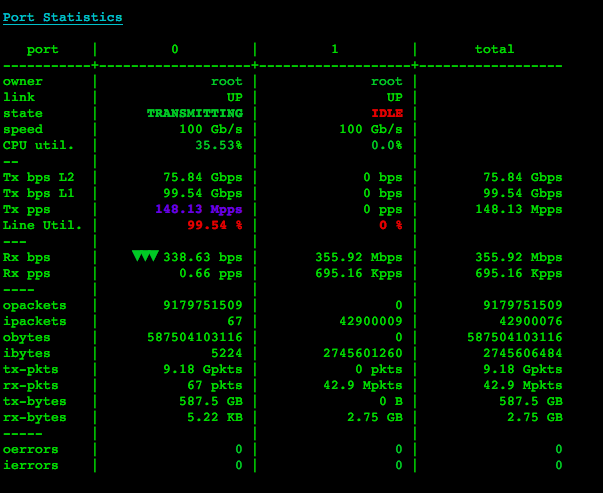 Port Statistics
port | 0 | 1 | total
-----------+--------------------+--------------------+------------------
owner | root | root |
link | UP | UP |
state | TRANSMITTING | IDLE |
speed | 100 Gb/s | 100 Gb/s |
CPU util. | 35.53% | 0.0% |
-- | | |
Tx bps L2 | 75.84 Gbps | 0 bps | 75.84 Gbps
Tx bps L1 | 99.54 Gbps | 0 bps | 99.54 Gbps
Tx pps | 148.13 Mpps | 0 pps | 148.13 Mpps
Line Util. | 99.54 % | 0 % |
--- | | |
Rx bps | ▼▼▼ 338.63 bps | 355.92 Mbps | 355.92 Mbps
Rx pps | 0.66 pps | 695.16 Kpps | 695.16 Kpps
---- | | |
opackets | 9179751509 | 0 | 9179751509
ipackets | 67 | 42900009 | 42900076
obytes | 587504103116 | 0 | 587504103116
ibytes | 5224 | 2745601260 | 2745606484
tx-pkts | 9.18 Gpkts | 0 pkts | 9.18 Gpkts
rx-pkts | 67 pkts | 42.9 Mpkts | 42.9 Mpkts
tx-bytes | 587.5 GB | 0 B | 587.5 GB
rx-bytes | 5.22 KB | 2.75 GB | 2.75 GB
----- | | |
oerrors | 0 | 0 | 0
ierrors | 0 | 0 | 0